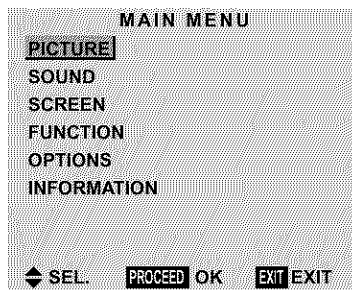 MAIN MENU
PICTURE
SOUND
SCREEN
FUNCTION
OPTIONS
INFORMATION
SEL. PROCEED OK EXIT EXIT